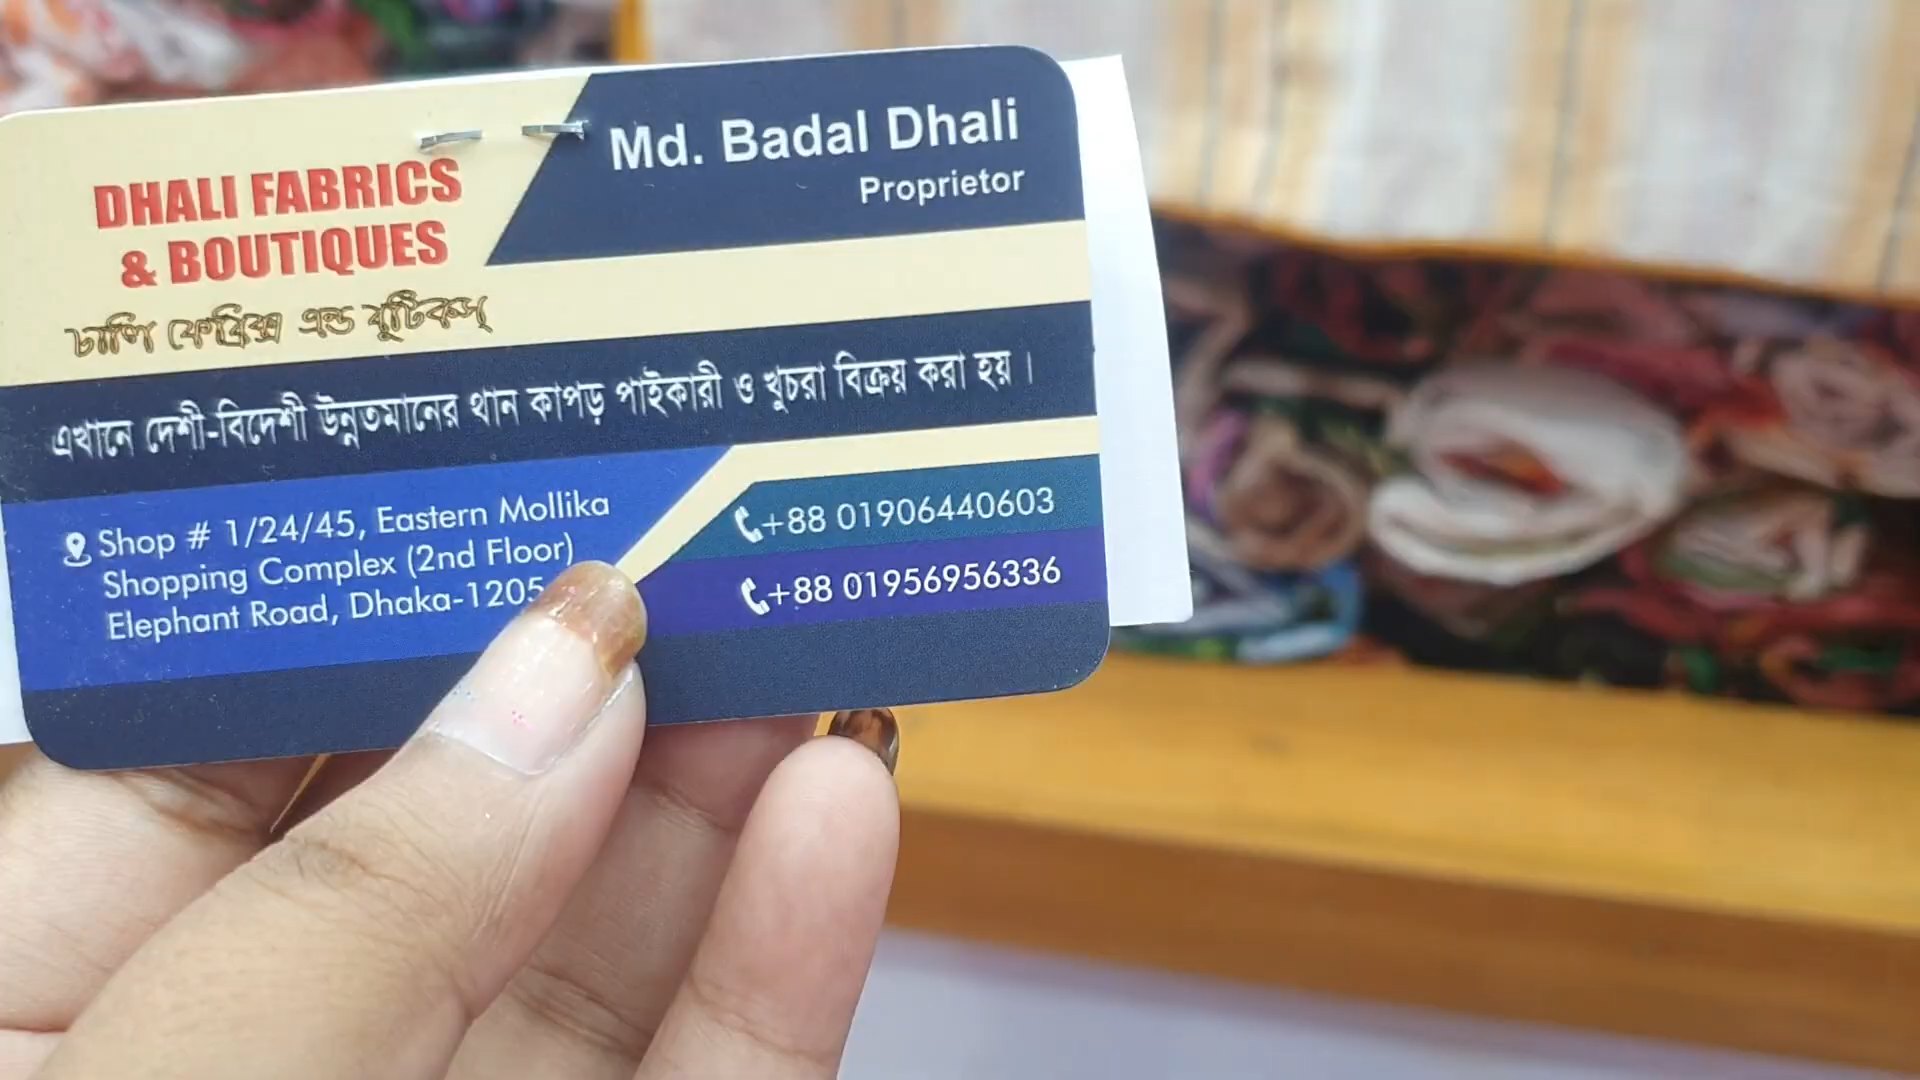 DHALI FABRICS
& BOUTIQUES
ঢালি ফেব্রিক্স এন্ড বুটিকস্
Md. Badal Dhali
Proprietor
এখানে দেশী-বিদেশী উন্নতমানের থান কাপড় পাইকারী ও খুচরা বিক্রয় করা হয়।
Shop # 1/24/45, Eastern Mollika
Shopping Complex (2nd Floor)
Elephant Road, Dhaka-1205
+88 01906440603
+88 01956956336